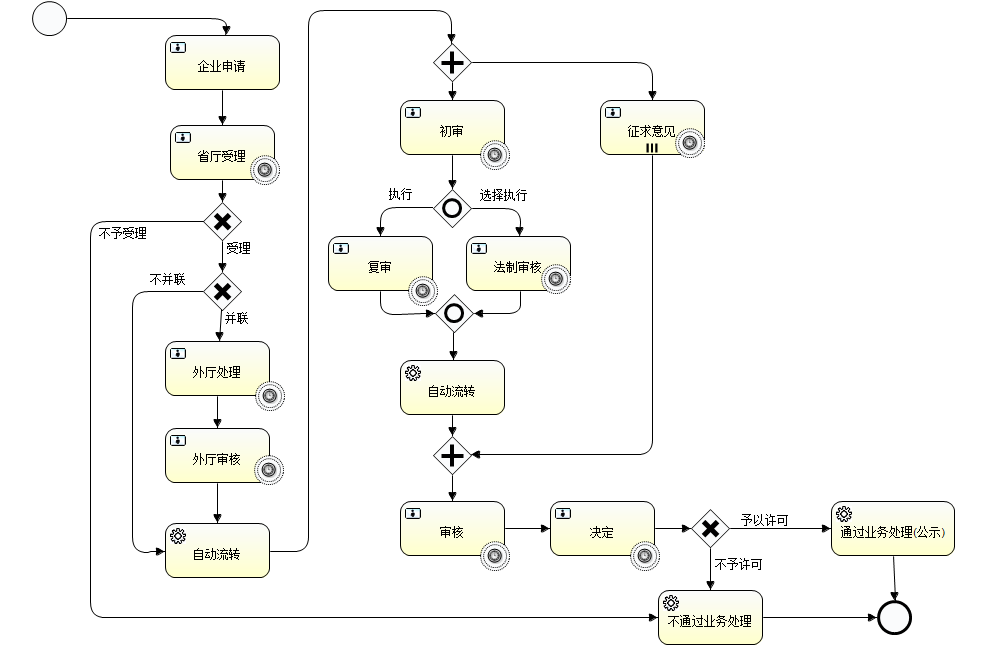 企业申请
省厅受理
不予受理
受理
不并联
并联
外厅处理
外厅审核
自动流转
初审
征求意见
执行
选择执行
复审
法制审核
自动流转
审核
决定
予以许可
通过业务处理(公示)
不予许可
不通过业务处理